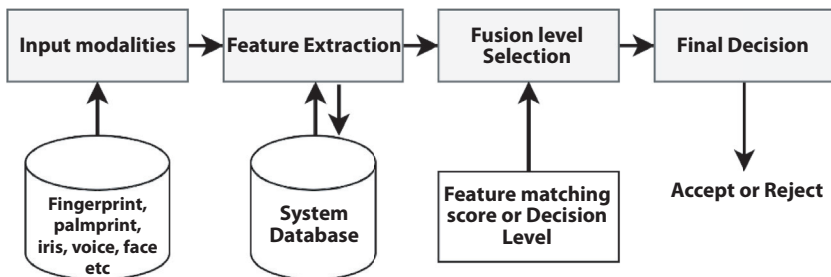 Input modalities
Feature Extraction
Fusion level
Selection
Final Decision
Fingerprint,
palmprint,
iris, voice, face
etc
System
Database
Feature matching
score or Decision
Level
Accept or Reject